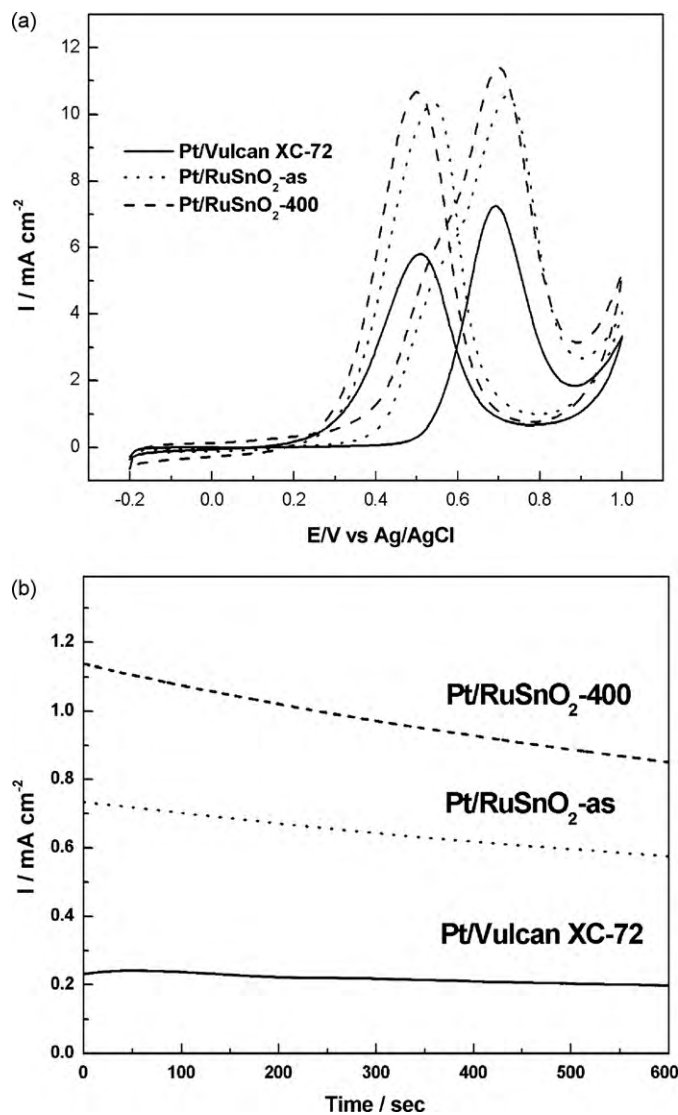 (a)
12
10
8
6
4
2
0
I / mA cm⁻²
Pt/Vulcan XC-72
Pt/RuSnO₂-as
Pt/RuSnO₂-400
-0.2 0.0 0.2 0.4 0.6 0.8 1.0
E/V vs Ag/AgCl
(b)
1.2
1.0
0.8
0.6
0.4
0.2
0.0
I / mA cm⁻²
Pt/RuSnO₂-400
Pt/RuSnO₂-as
Pt/Vulcan XC-72
0 100 200 300 400 500 600
Time / sec